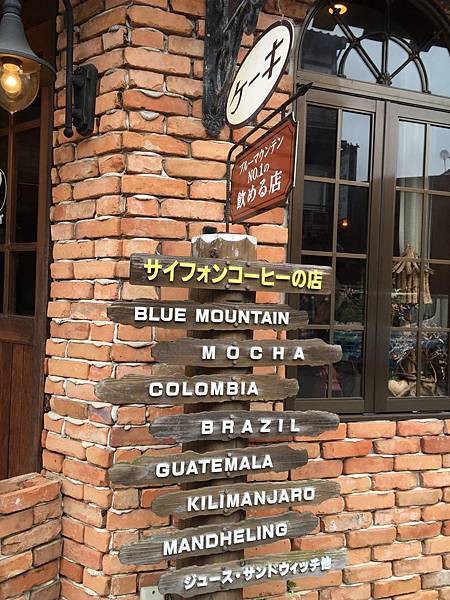 ケーキ
ブルーマウンテン
NO.1の
飲める店
サイフォンコーヒーの店
BLUE MOUNTAIN
MOCHA
COLOMBIA
BRAZIL
GUATEMALA
KILIMANJARO
MANDHELING
ジュース・サンドウィッチ他